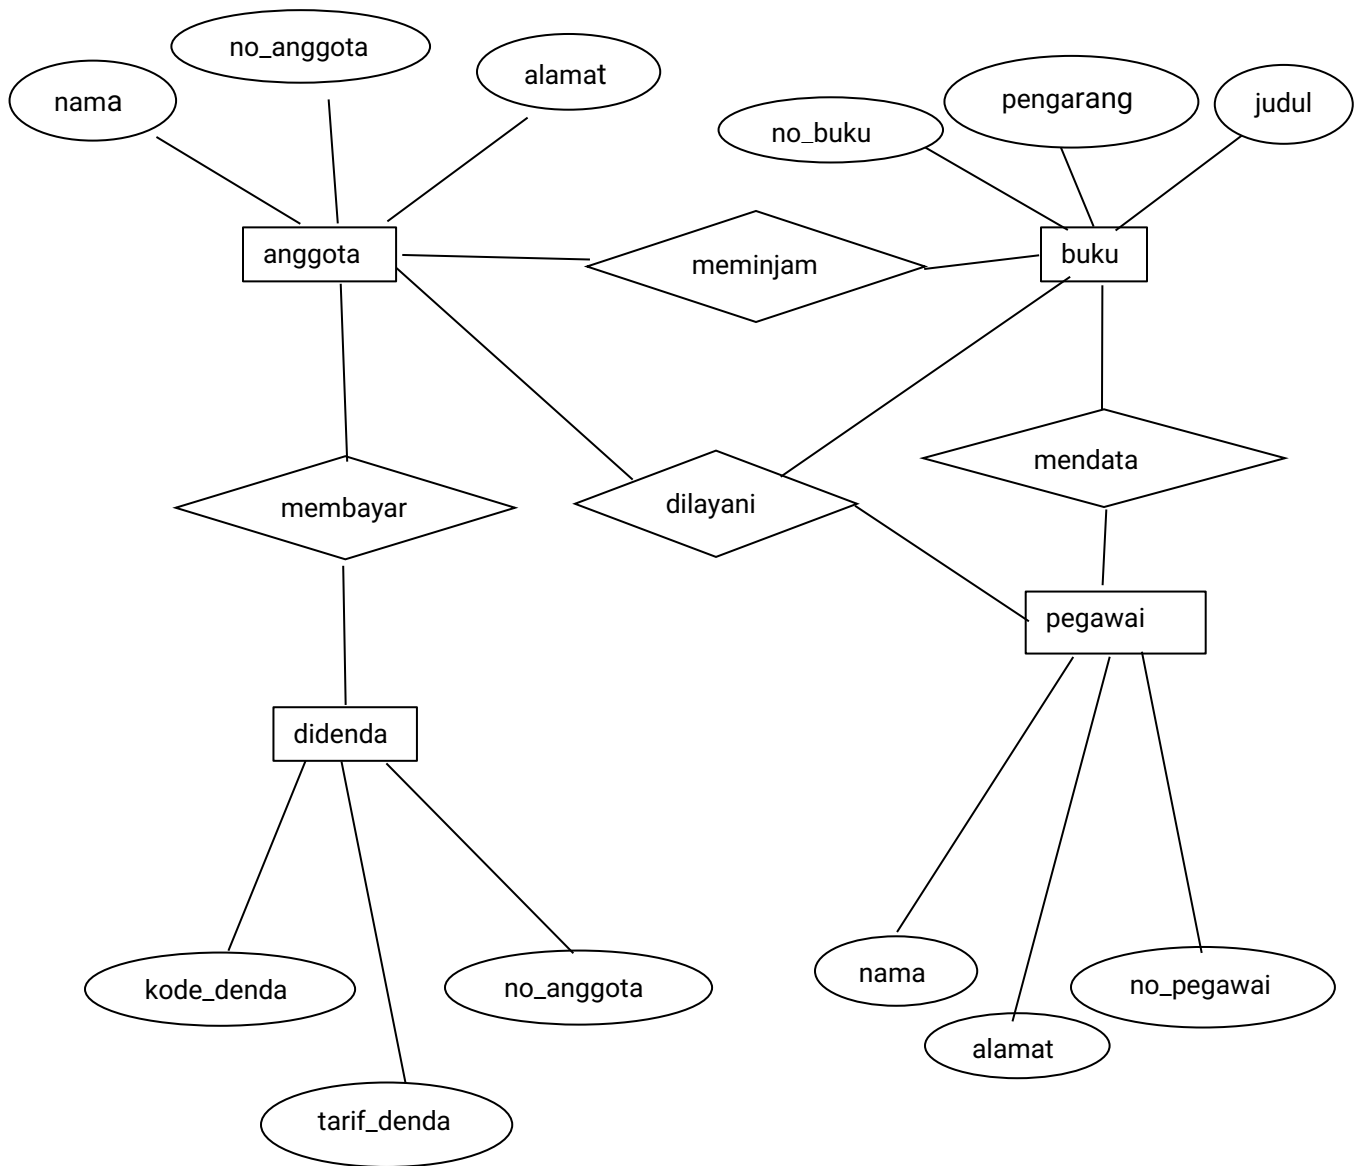 no_anggota
nama
alamat
no_buku
pengarang
judul
anggota
meminjam
buku
membayar
dilayani
mendata
pegawai
didenda
kode_denda
no_anggota
tarif_denda
nama
alamat
no_pegawai